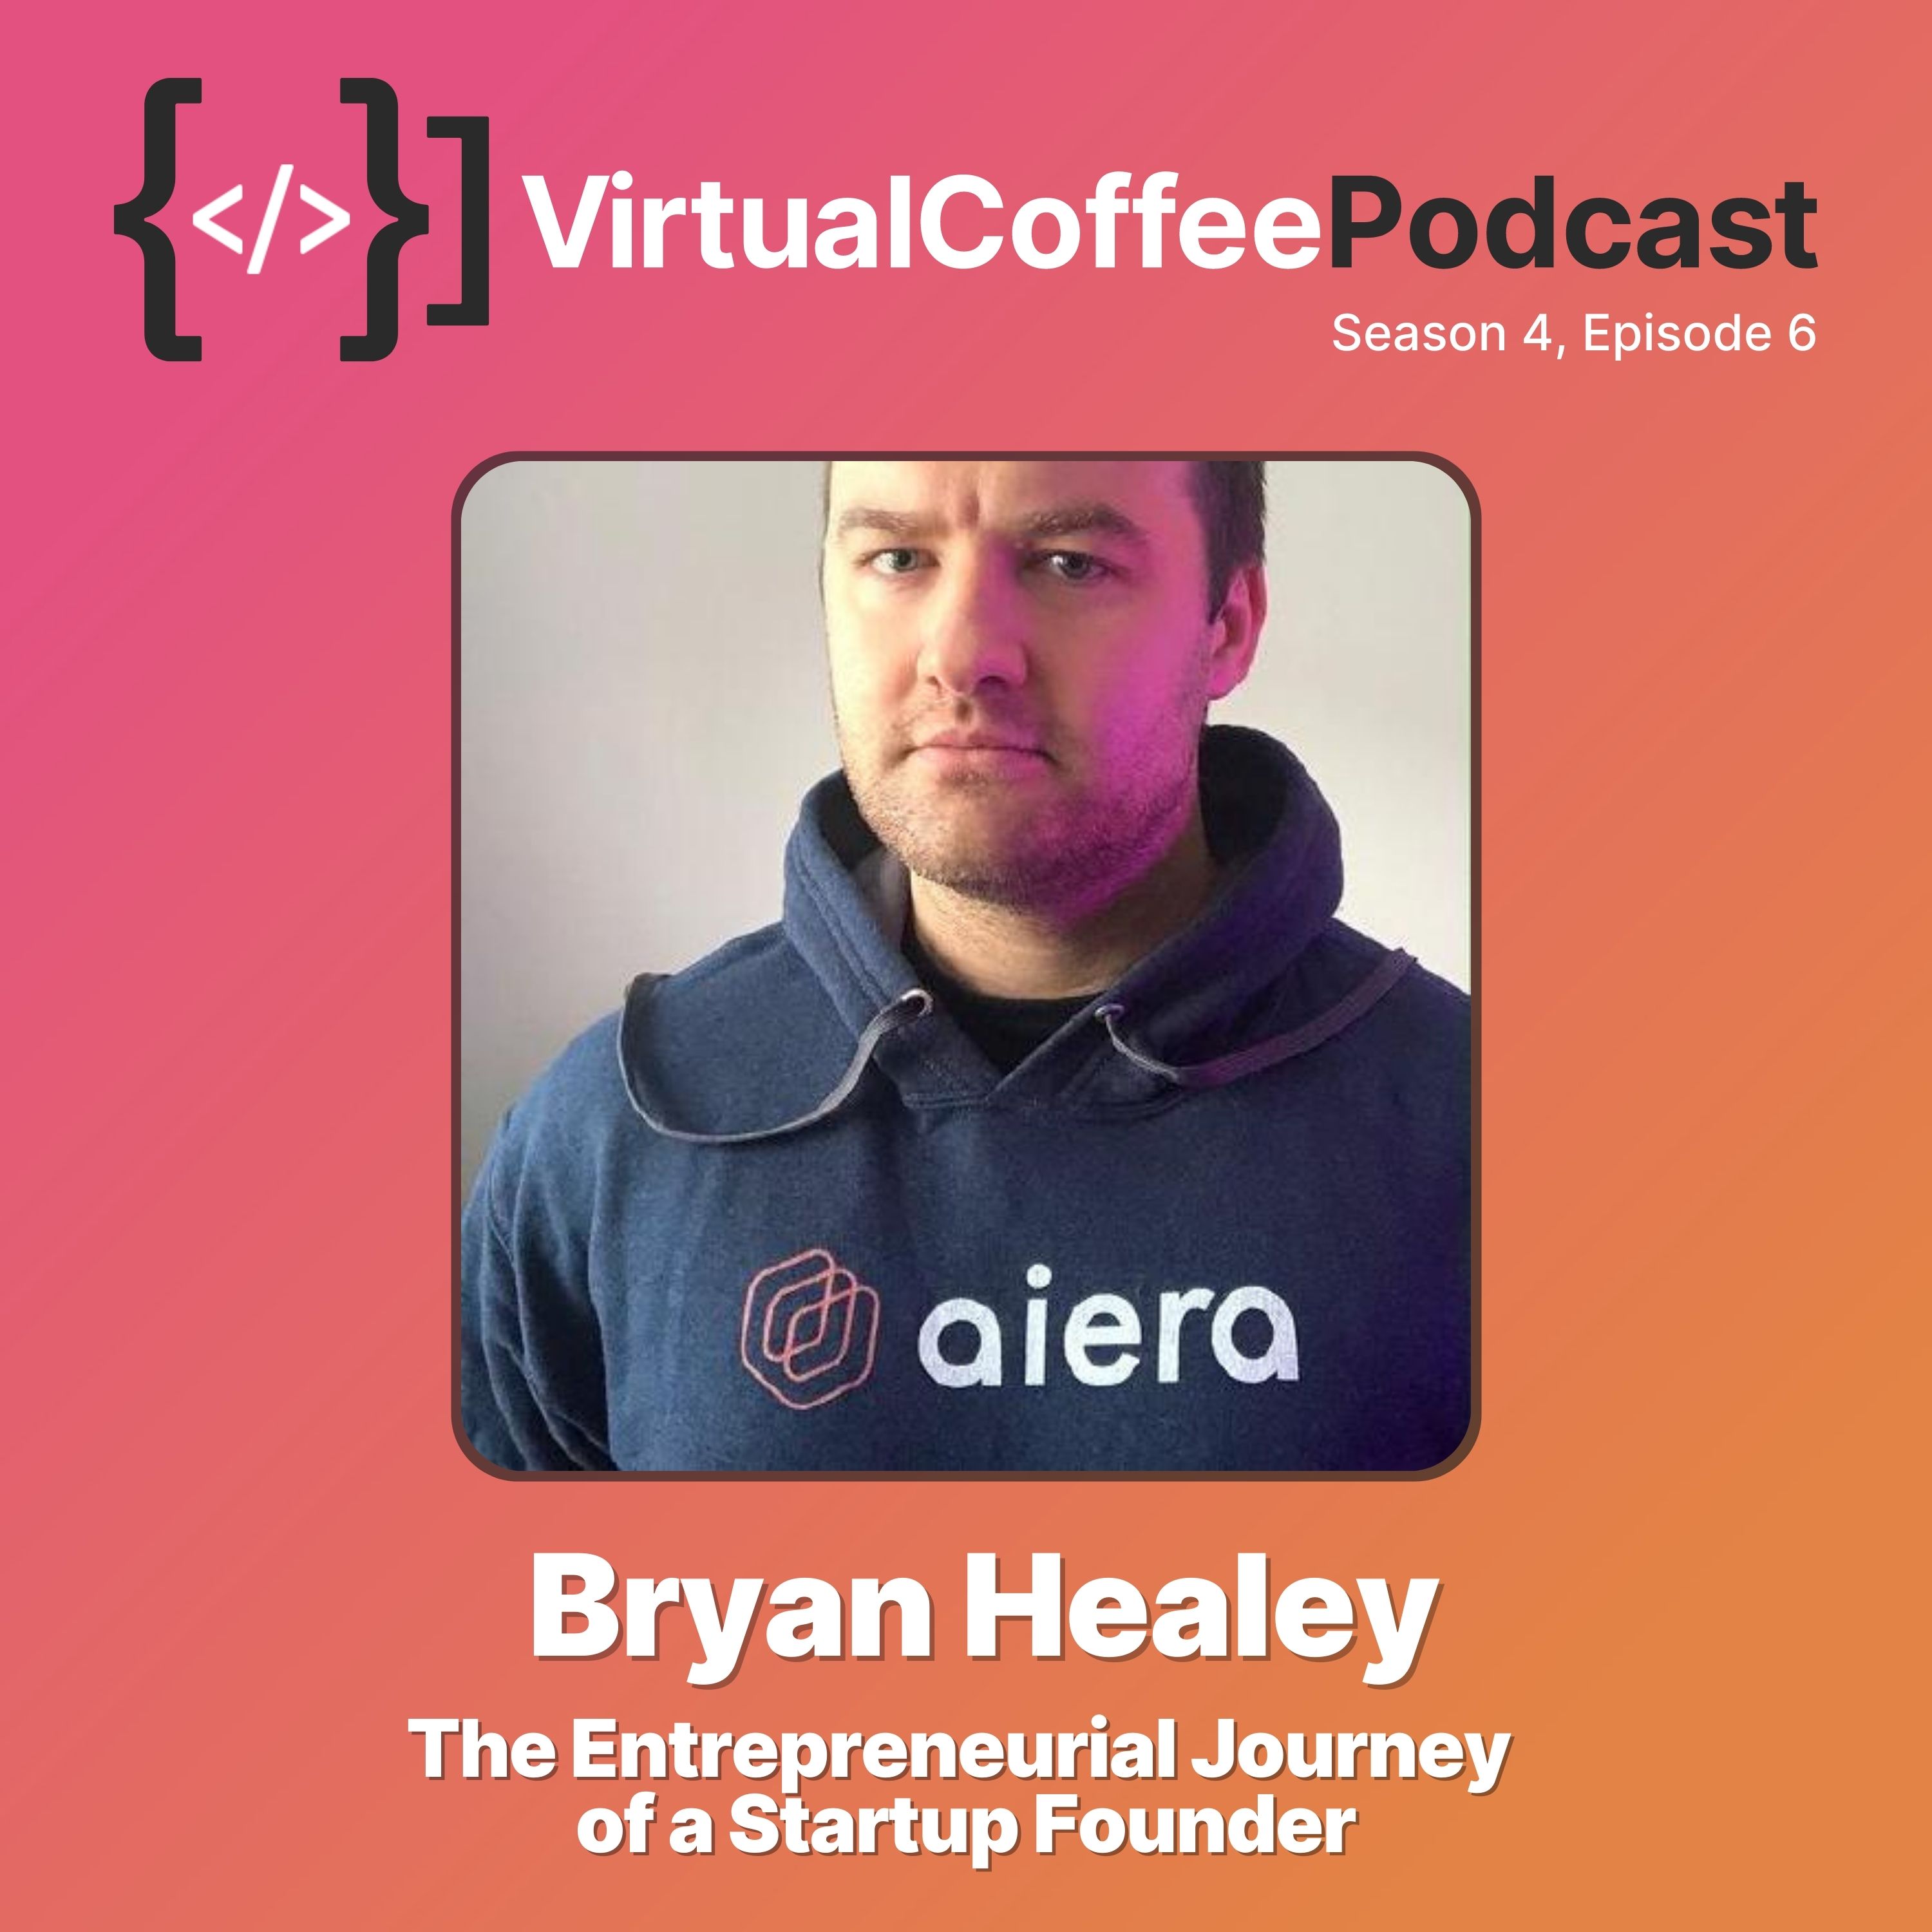 {</>}] VirtualCoffeePodcast
Season 4, Episode 6
aiera
Bryan Healey
The Entrepreneurial Journey
of a Startup Founder